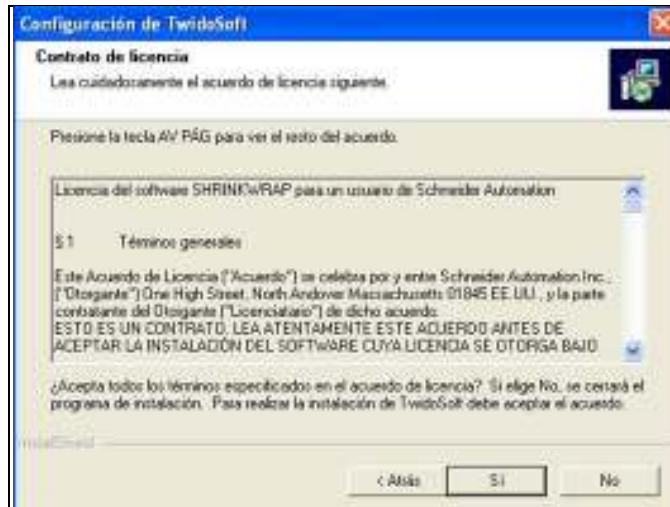 Configuración de TwidoSoft
Contrato de licencia
Lea cuidadosamente el acuerdo de licencia siguiente.
Presione la tecla AV PÁG para ver el resto del acuerdo.
Licencia del software SHRINKWRAP para un usuario de Schneider Automation
§ 1 Términos generales
Este Acuerdo de Licencia ("Acuerdo") se celebra por y entre Schneider Automation Inc.,
("Otorgante") One High Street, North Andover Massachusetts 01845 EE.UU., y la parte
contratante del Otorgante ("Licenciatario") de dicho acuerdo.
ESTO ES UN CONTRATO, LEA ATENTAMENTE ESTE ACUERDO ANTES DE
ACEPTAR LA INSTALACIÓN DEL SOFTWARE CUYA LICENCIA SE OTORGA BAJO
¿Acepta todos los términos especificados en el acuerdo de licencia? Si elige No, se cerrará el
programa de instalación. Para realizar la instalación de TwidoSoft debe aceptar el acuerdo.
InstallShield
< Atrás
Sí
No